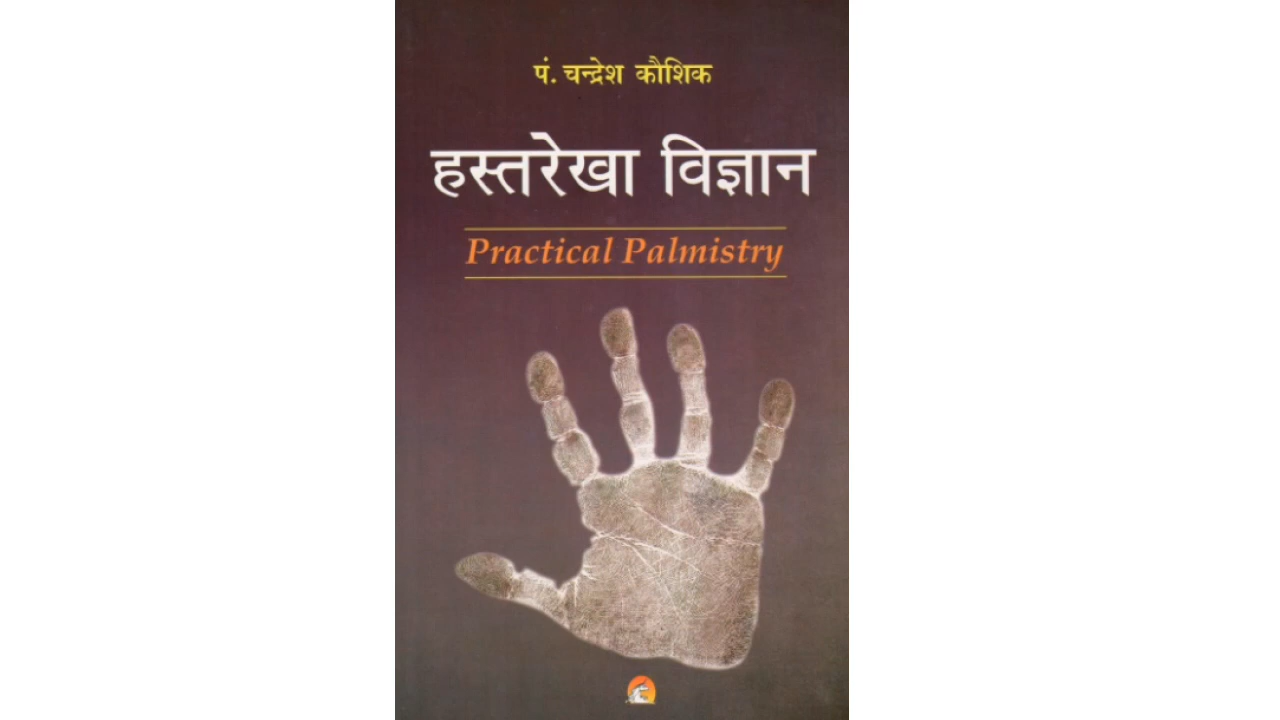 पं. चन्द्रेश कौशिक
हस्तरेखा विज्ञान
Practical Palmistry